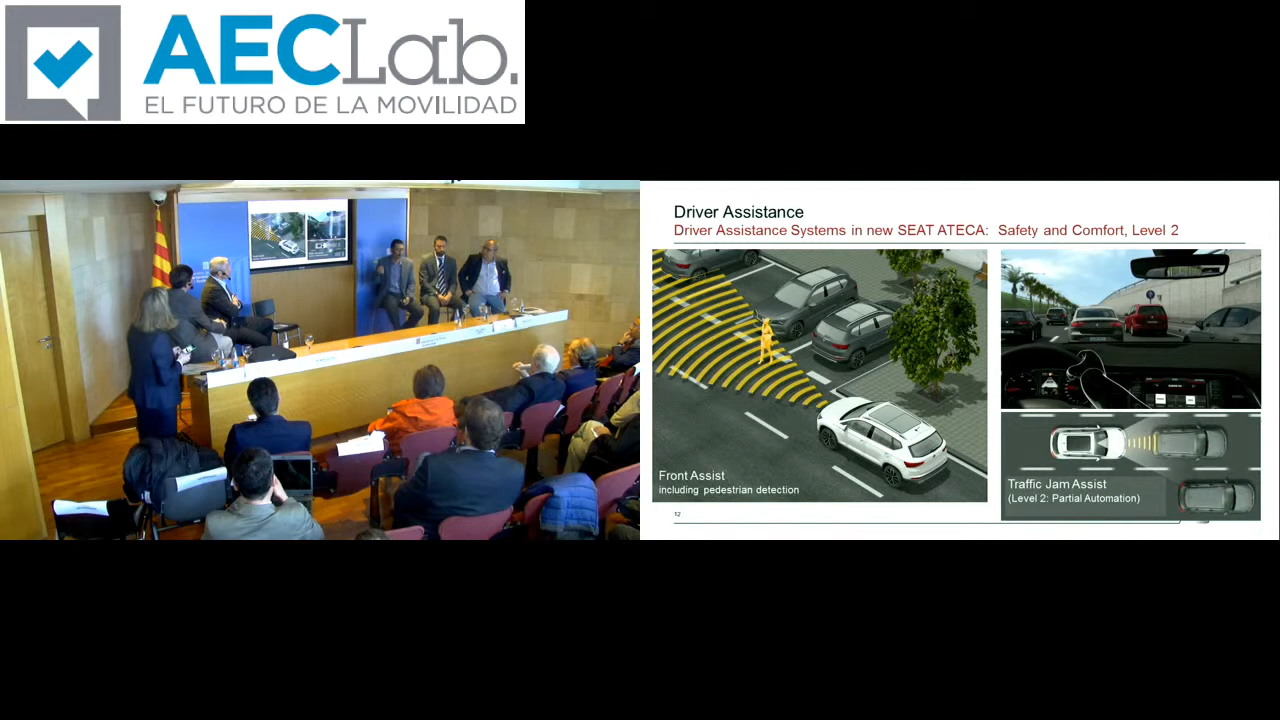 AECLab.
EL FUTURO DE LA MOVILIDAD
Driver Assistance
Driver Assistance Systems in new SEAT ATECA: Safety and Comfort, Level 2
Front Assist
including pedestrian detection
Traffic Jam Assist
(Level 2: Partial Automation)
12